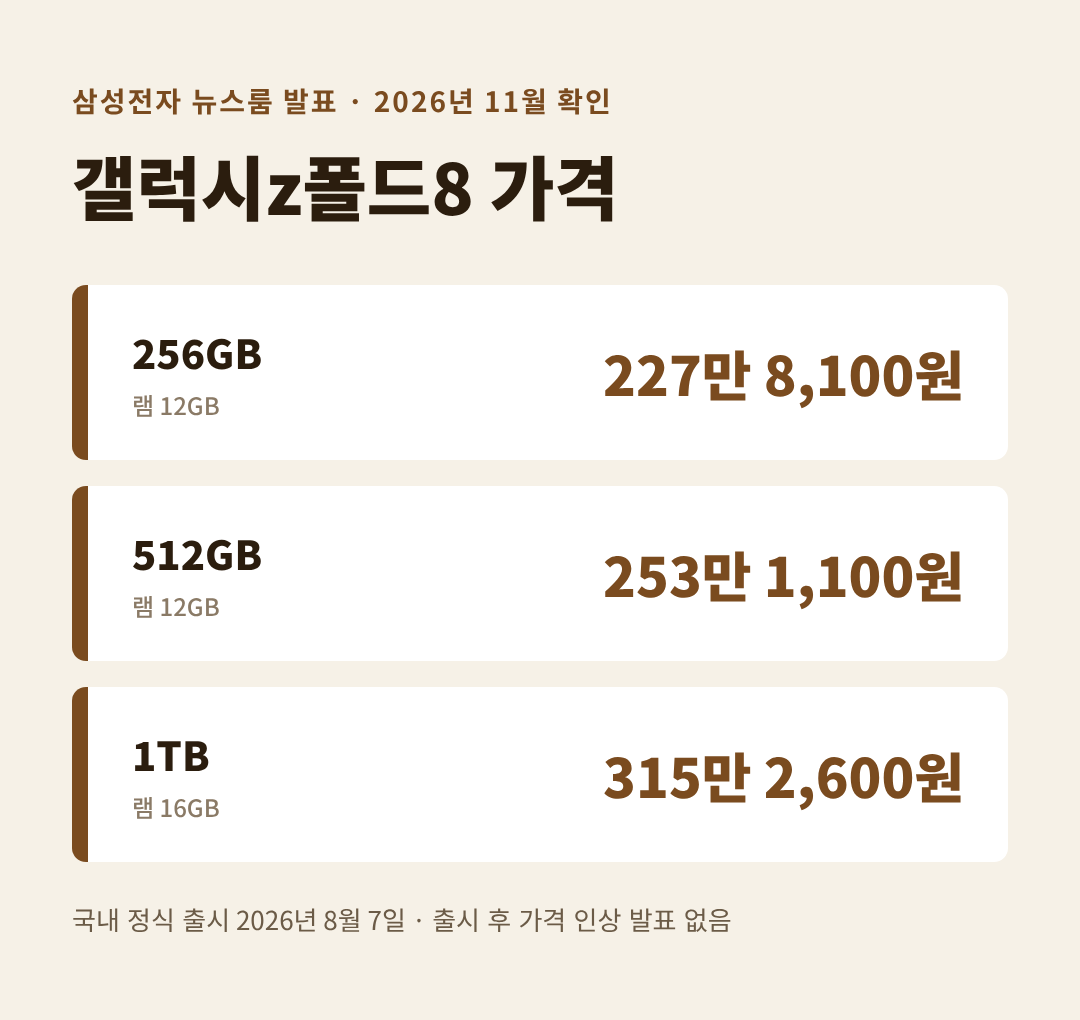 삼성전자 뉴스룸 발표 · 2026년 11월 확인
갤럭시z폴드8 가격
256GB
램 12GB
227만 8,100원
512GB
램 12GB
253만 1,100원
1TB
램 16GB
315만 2,600원
국내 정식 출시 2026년 8월 7일 · 출시 후 가격 인상 발표 없음